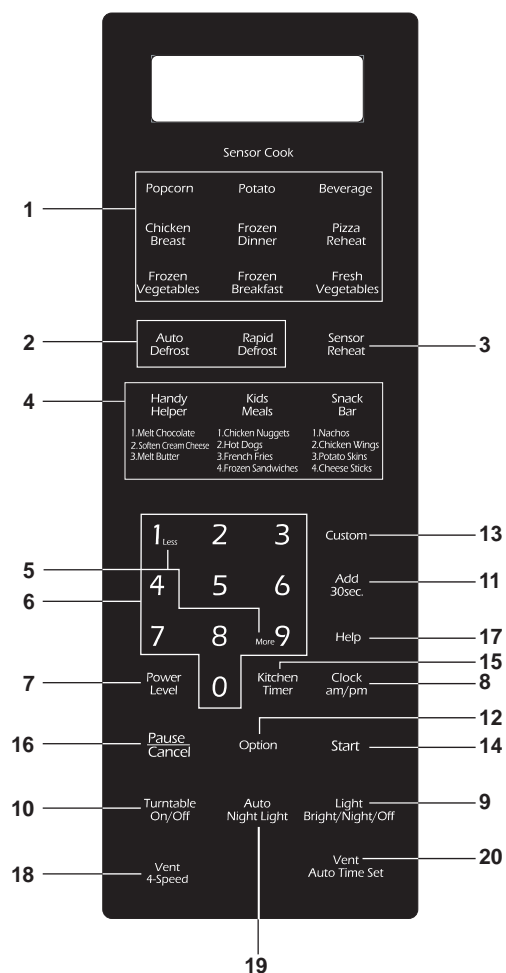 Sensor Cook
Popcorn Potato Beverage
1
Chicken Frozen Pizza
Breast Dinner Reheat
Frozen Frozen Fresh
Vegetables Breakfast Vegetables
2
Auto Rapid Sensor
Defrost Defrost Reheat
3
4
Handy Kids Snack
Helper Meals Bar
1.Melt Chocolate 1.Chicken Nuggets 1.Nachos
2.Soften Cream Cheese 2.Hot Dogs 2.Chicken Wings
3.Melt Butter 3.French Fries 3.Potato Skins
4.Frozen Sandwiches 4.Cheese Sticks
1 Less 2 3 Custom 13
5
4 5 6 Add 11
30sec.
6
7 8 More 9 Help 17
15
7 Power Kitchen Clock 8
Level 0 Timer am/pm
12
16 Pause Option Start 14
Cancel
10 Turntable Auto Light 9
On/Off Night Light Bright/Night/Off
18 Vent Vent 20
4-Speed Auto Time Set
19